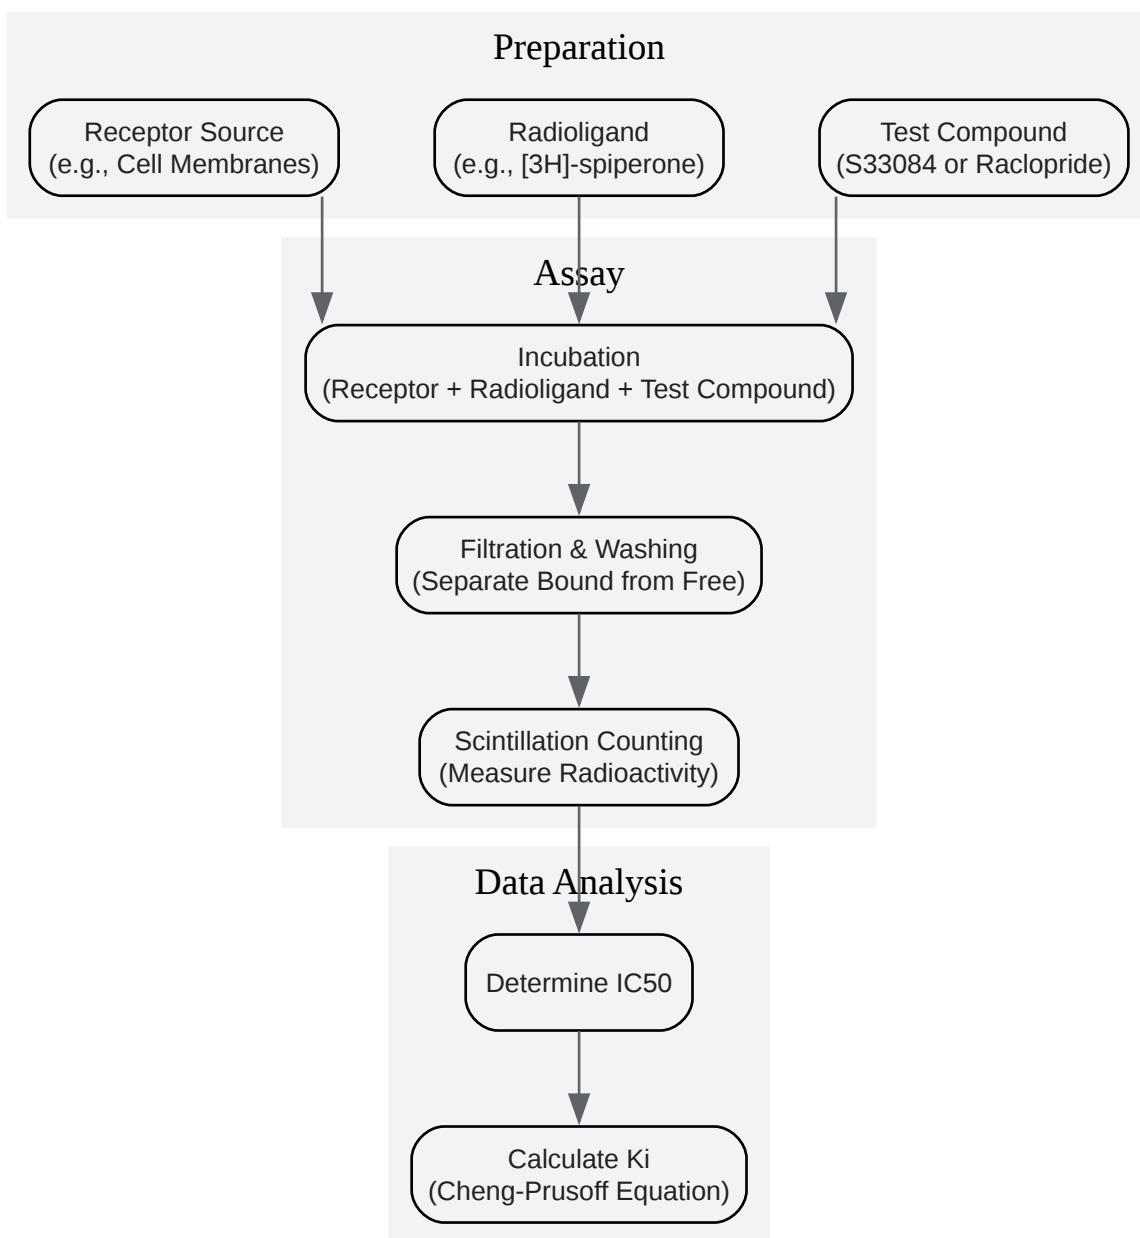 Preparation
Receptor Source
(e.g., Cell Membranes)
Radioligand
(e.g., [3H]-spiperone)
Test Compound
(S33084 or Raclopride)
Assay
Incubation
(Receptor + Radioligand + Test Compound)
Filtration & Washing
(Separate Bound from Free)
Scintillation Counting
(Measure Radioactivity)
Data Analysis
Determine IC50
Calculate Ki
(Cheng-Prusoff Equation)